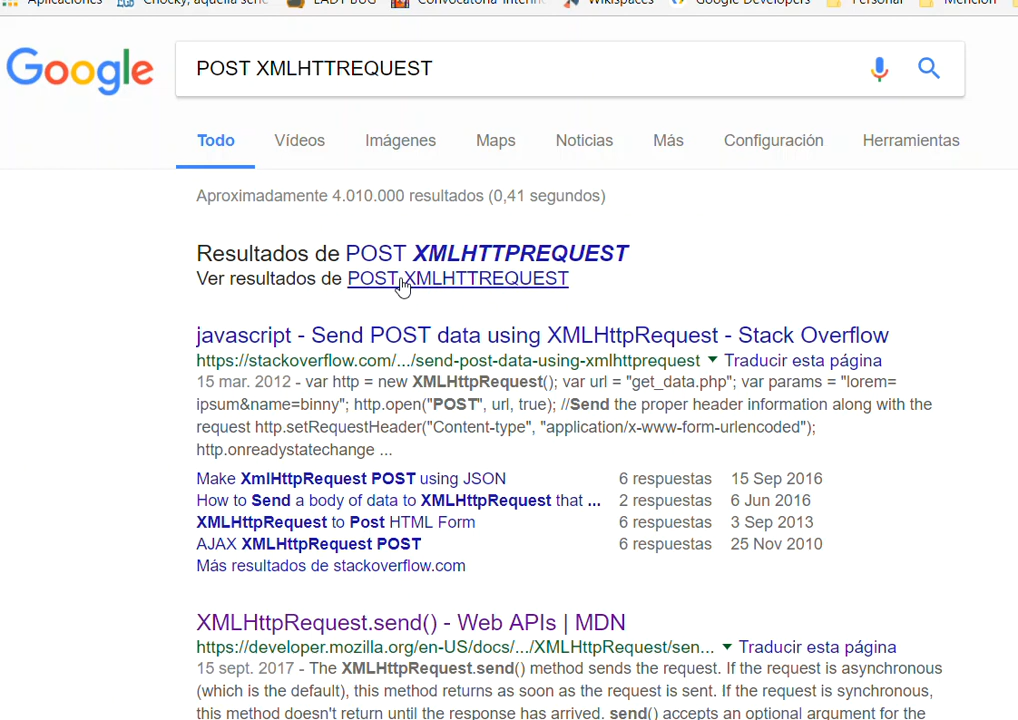 Aplicaciones Chocky, aquella serie LADY BUG Wikispaces Google Developers Personal Mención
Google POST XMLHTTREQUEST
Todo Vídeos Imágenes Maps Noticias Más Configuración Herramientas
Aproximadamente 4.010.000 resultados (0,41 segundos)
Resultados de POST XMLHTTPREQUEST
Ver resultados de POST XMLHTTREQUEST
javascript - Send POST data using XMLHttpRequest - Stack Overflow
https://stackoverflow.com/.../send-post-data-using-xmlhttprequest ▼ Traducir esta página
15 mar. 2012 - var http = new XMLHttpRequest(); var url = "get_data.php"; var params = "lorem=
ipsum&name=binny"; http.open("POST", url, true); //Send the proper header information along with the
request http.setRequestHeader("Content-type", "application/x-www-form-urlencoded");
http.onreadystatechange ...
Make XmlHttpRequest POST using JSON 6 respuestas 15 Sep 2016
How to Send a body of data to XMLHttpRequest that ... 2 respuestas 6 Jun 2016
XMLHttpRequest to Post HTML Form 6 respuestas 3 Sep 2013
AJAX XMLHttpRequest POST 6 respuestas 25 Nov 2010
Más resultados de stackoverflow.com
XMLHttpRequest.send() - Web APIs | MDN
https://developer.mozilla.org/en-US/docs/.../XMLHttpRequest/sen... ▼ Traducir esta página
15 sept. 2017 - The XMLHttpRequest.send() method sends the request. If the request is asynchronous
(which is the default), this method returns as soon as the request is sent. If the request is synchronous,
this method doesn't return until the response has arrived. send() accepts an optional argument for the